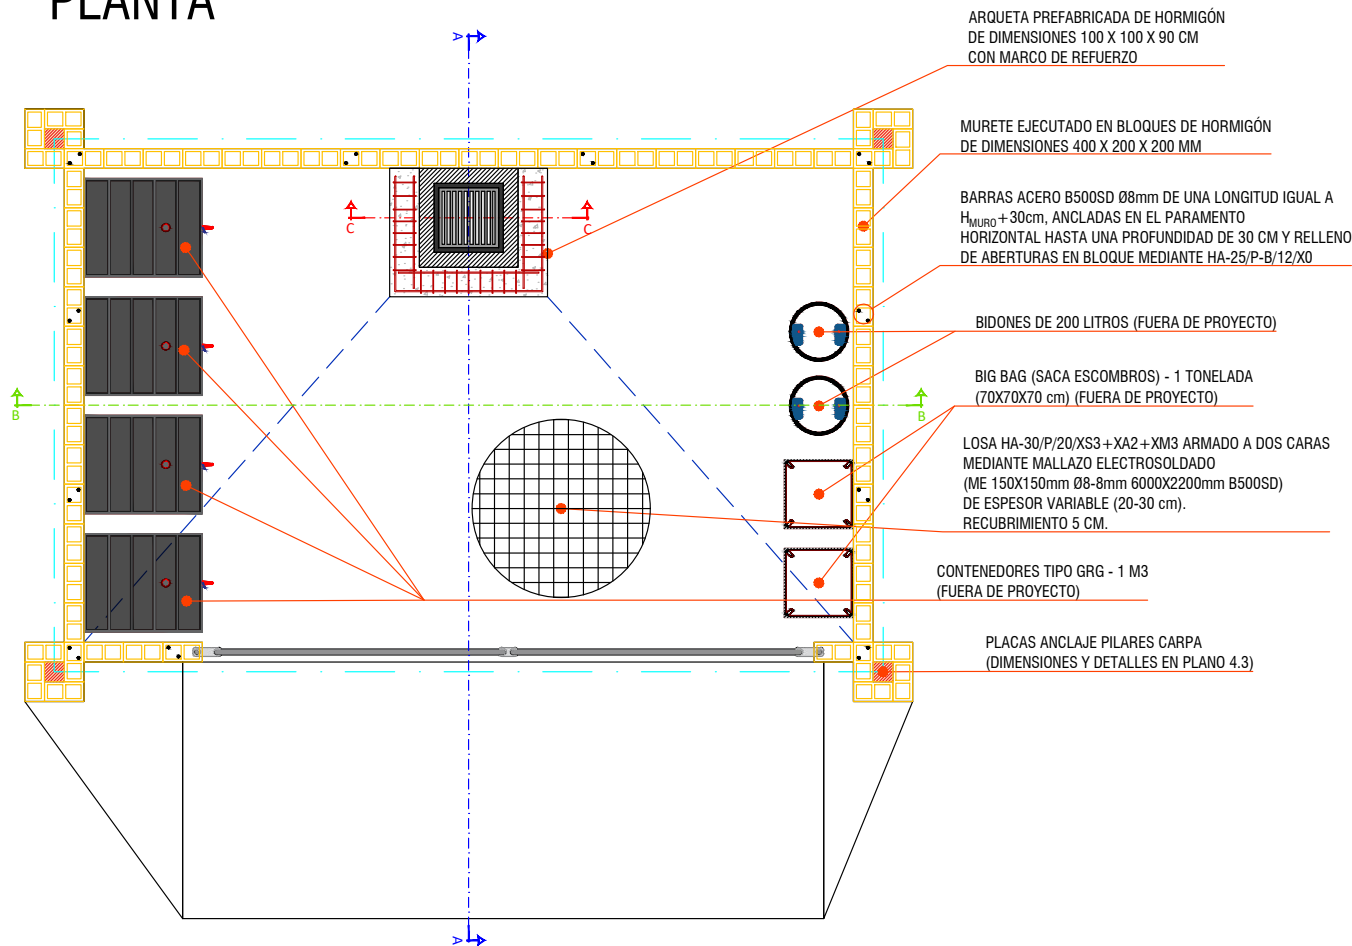 PLANTA
ARQUETA PREFABRICADA DE HORMIGÓN
DE DIMENSIONES 100 X 100 X 90 CM
CON MARCO DE REFUERZO
A
MURETE EJECUTADO EN BLOQUES DE HORMIGÓN
DE DIMENSIONES 400 X 200 X 200 MM
BARRAS ACERO B500SD Ø8mm DE UNA LONGITUD IGUAL A
HMURO+30cm, ANCLADAS EN EL PARAMENTO
HORIZONTAL HASTA UNA PROFUNDIDAD DE 30 CM Y RELLENO
DE ABERTURAS EN BLOQUE MEDIANTE HA-25/P-B/12/X0
C
C
BIDONES DE 200 LITROS (FUERA DE PROYECTO)
BIG BAG (SACA ESCOMBROS) - 1 TONELADA
(70X70X70 cm) (FUERA DE PROYECTO)
B
B
LOSA HA-30/P/20/XS3+XA2+XM3 ARMADO A DOS CARAS
MEDIANTE MALLAZO ELECTROSOLDADO
(ME 150X150mm Ø8-8mm 6000X2200mm B500SD)
DE ESPESOR VARIABLE (20-30 cm).
RECUBRIMIENTO 5 CM.
CONTENEDORES TIPO GRG - 1 M3
(FUERA DE PROYECTO)
PLACAS ANCLAJE PILARES CARPA
(DIMENSIONES Y DETALLES EN PLANO 4.3)
A